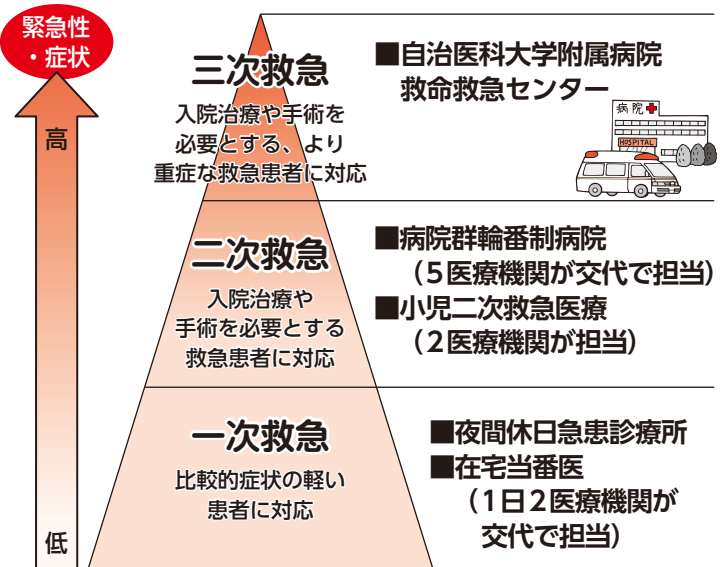 緊急性
・症状
高
低
三次救急
入院治療や手術を
必要とする、より
重症な救急患者に対応
■自治医科大学附属病院
救命救急センター
病院
HOSPITAL
二次救急
入院治療や
手術を必要とする
救急患者に対応
■病院群輪番制病院
（５医療機関が交代で担当）
■小児二次救急医療
（２医療機関が担当）
一次救急
比較的症状の軽い
患者に対応
■夜間休日急患診療所
■在宅当番医
（１日２医療機関が
交代で担当）